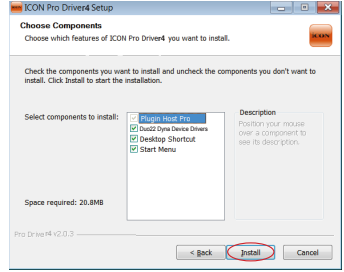 ICON Pro Driver4 Setup
Choose Components
Choose which features of ICON Pro Driver4 you want to install.
ICON
Check the components you want to install and uncheck the components you don't want to
install. Click Install to start the installation.
Select components to install:
Plugin Host Pro
Duo22 Dyna Device Drivers
Desktop Shortcut
Start Menu
Description
Position your mouse
over a component to
see its description.
Space required: 20.8MB
Pro Driver4 v2.0.3
< Back
Install
Cancel